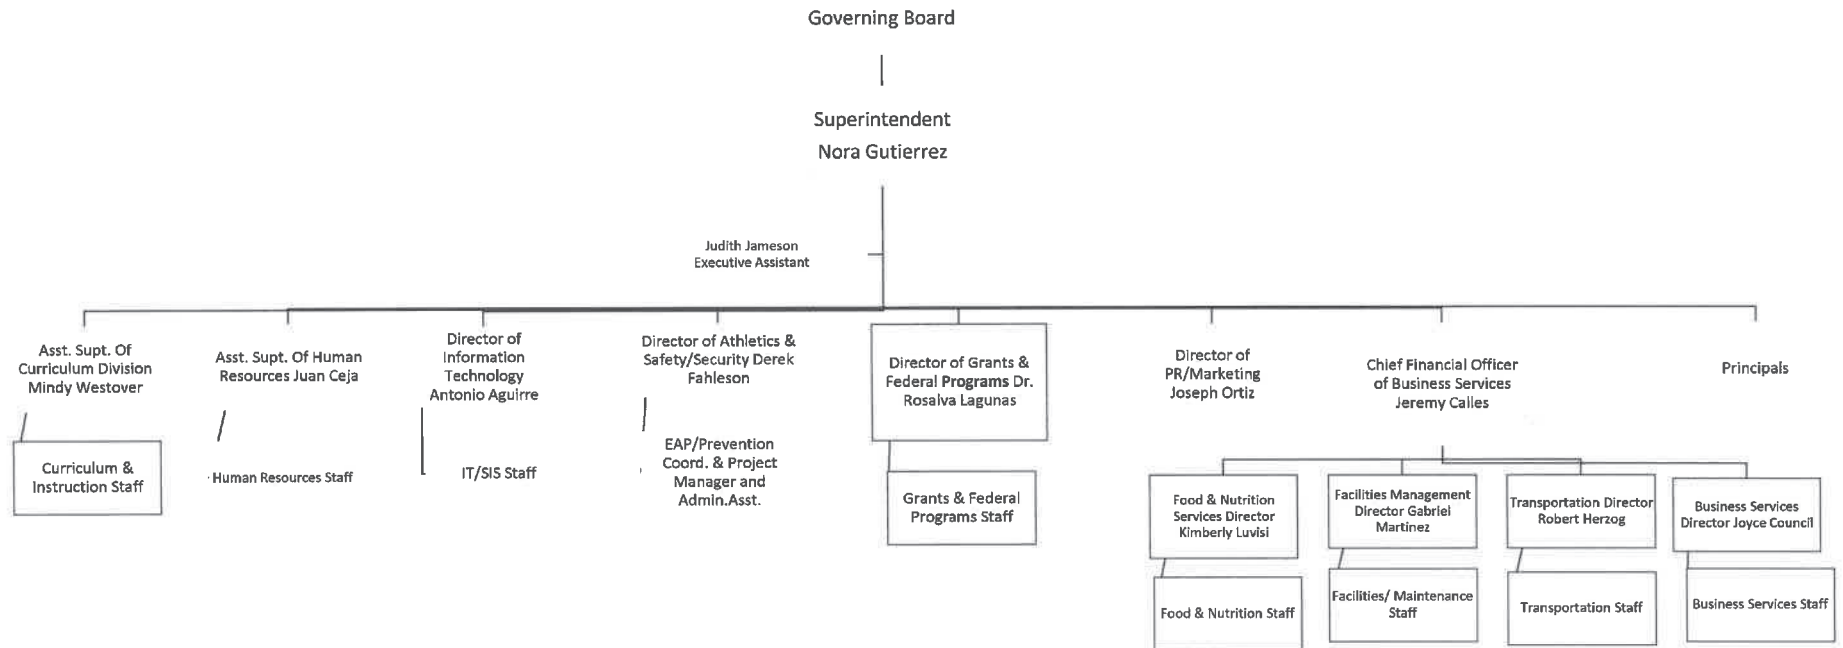 Governing Board
Superintendent
Nora Gutierrez
Judith Jameson
Executive Assistant
Asst. Supt. Of
Curriculum Division
Mindy Westover
Asst. Supt. Of Human
Resources Juan Ceja
Director of
Information
Technology
Antonio Aguirre
Director of Athletics &
Safety/Security Derek
Fahleson
Director of Grants &
Federal Programs Dr.
Rosalva Lagunas
Director of
PR/Marketing
Joseph Ortiz
Chief Financial Officer
of Business Services
Jeremy Calles
Principals
Curriculum &
Instruction Staff
Human Resources Staff
IT/SIS Staff
EAP/Prevention
Coord. & Project
Manager and
Admin.Asst.
Grants & Federal
Programs Staff
Food & Nutrition
Services Director
Kimberly Luvisi
Facilities Management
Director Gabriel
Martinez
Transportation Director
Robert Herzog
Business Services
Director Joyce Council
Food & Nutrition Staff
Facilities/ Maintenance
Staff
Transportation Staff
Business Services Staff